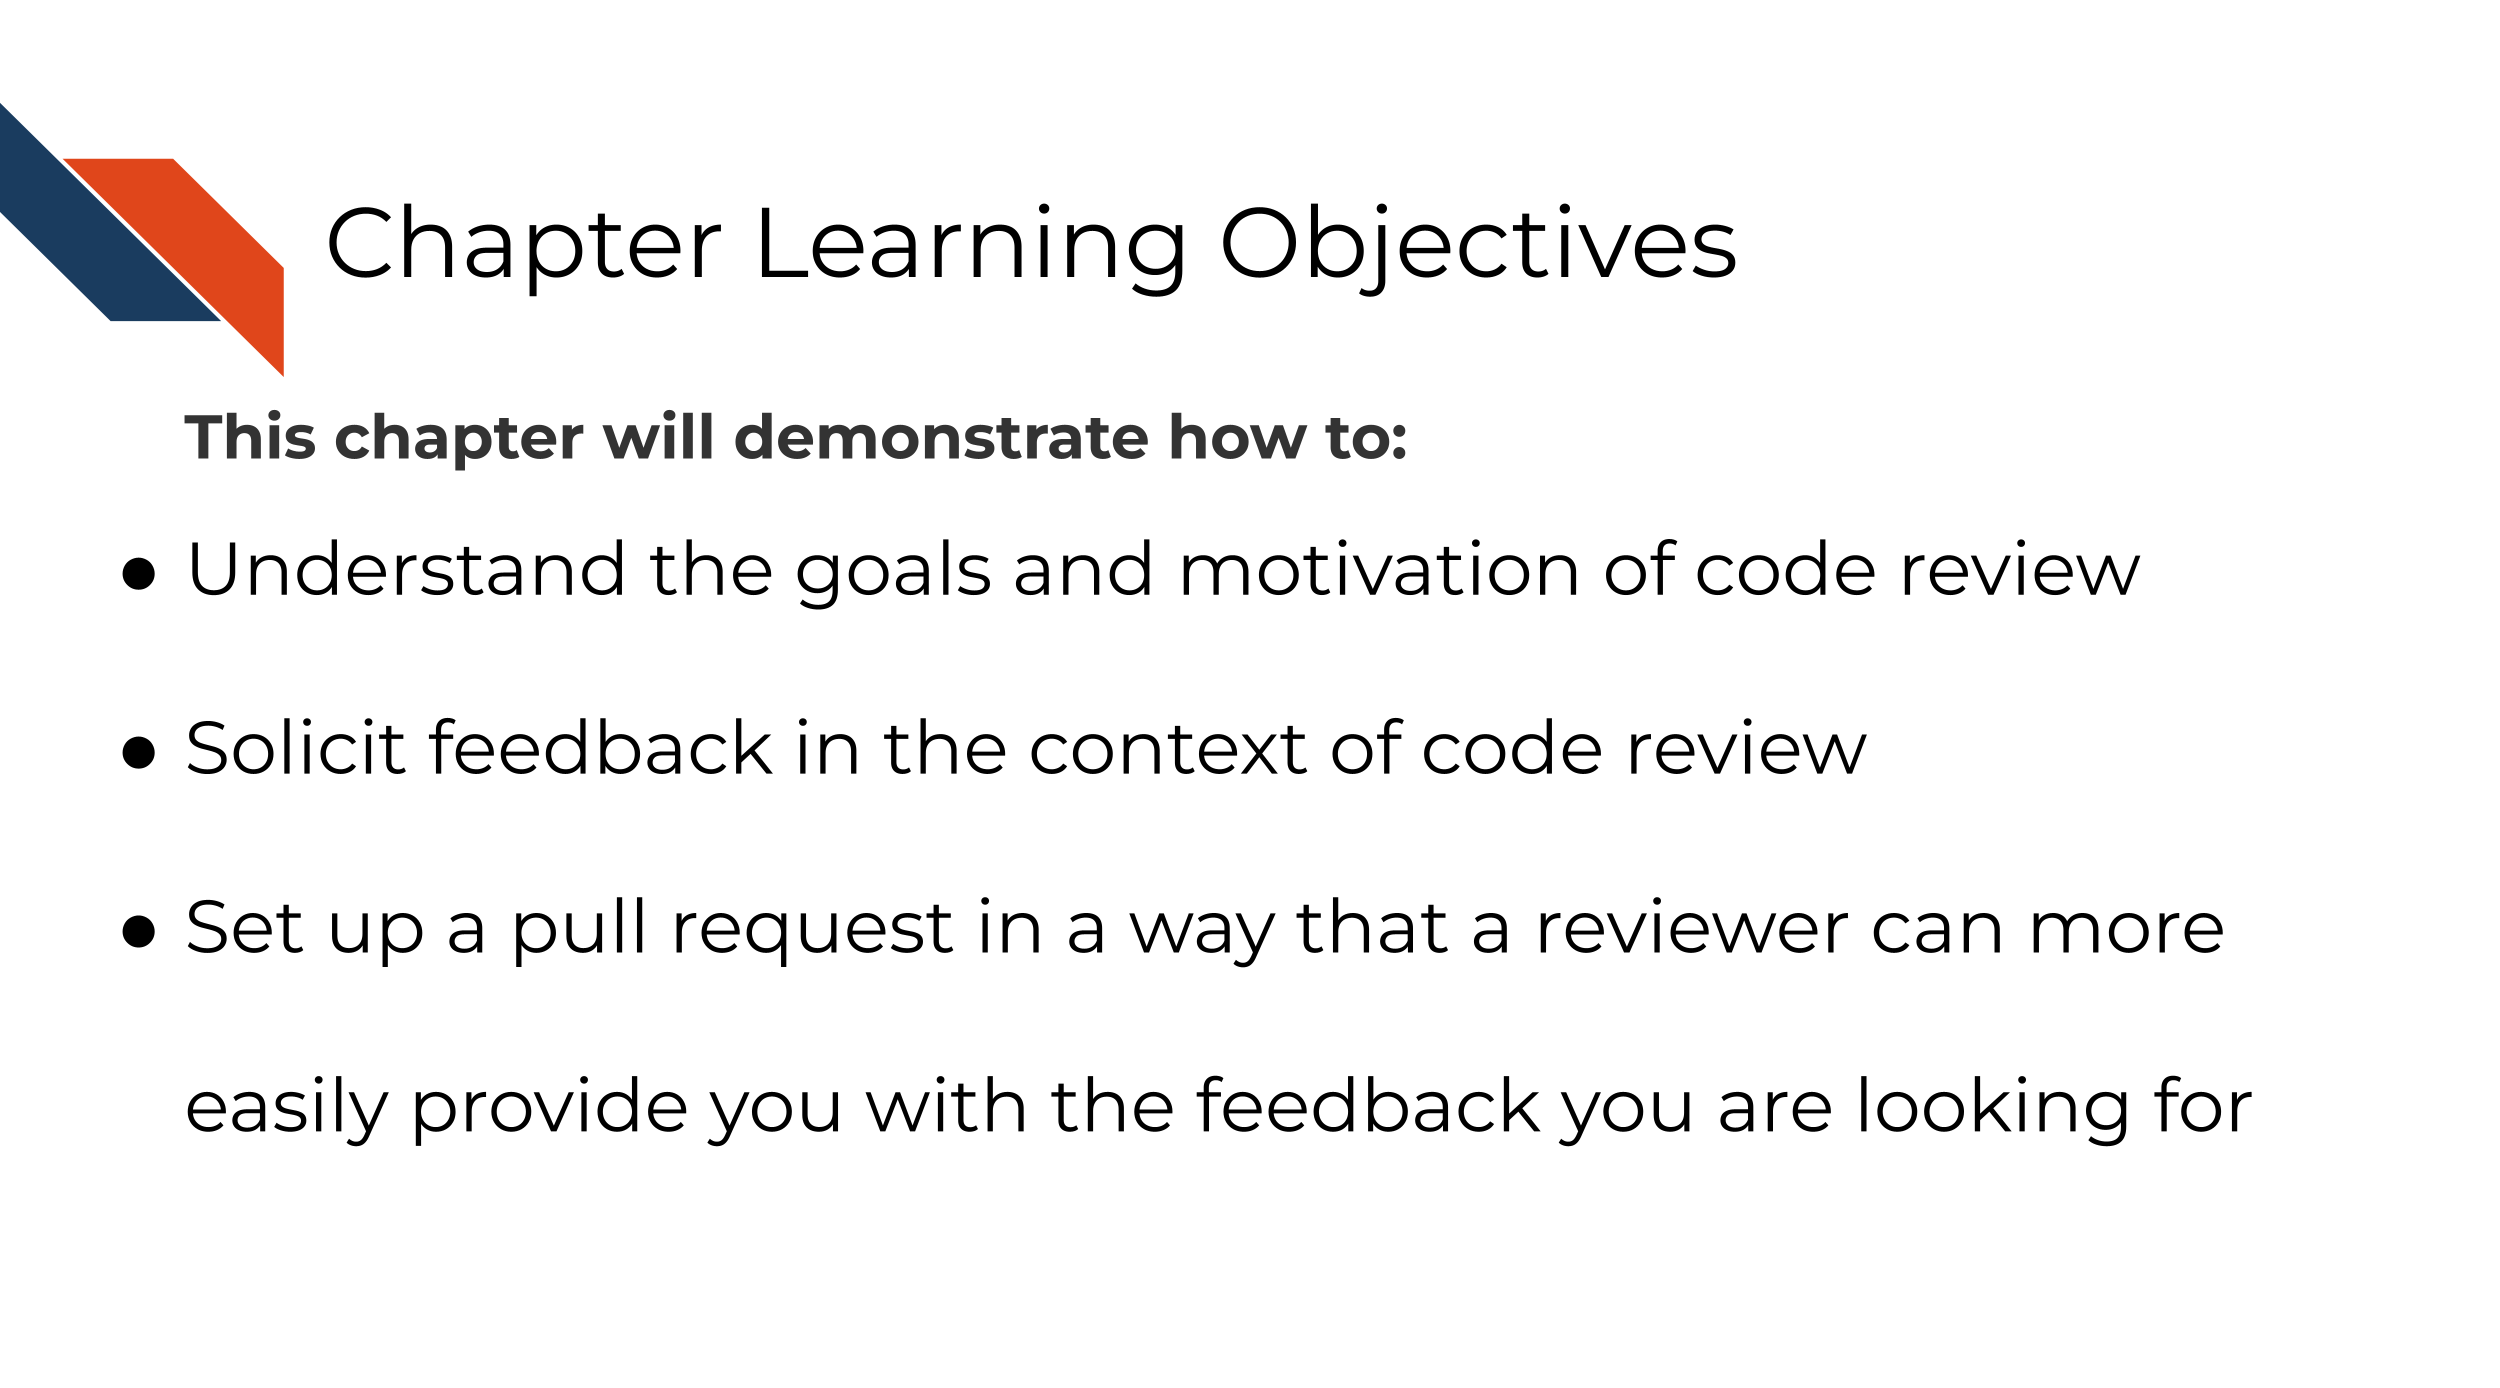 Chapter Learning Objectives
This chapter will demonstrate how to:
● Understand the goals and motivation of code review
● Solicit feedback in the context of code review
● Set up a pull request in a way that a reviewer can more
easily provide you with the feedback you are looking for